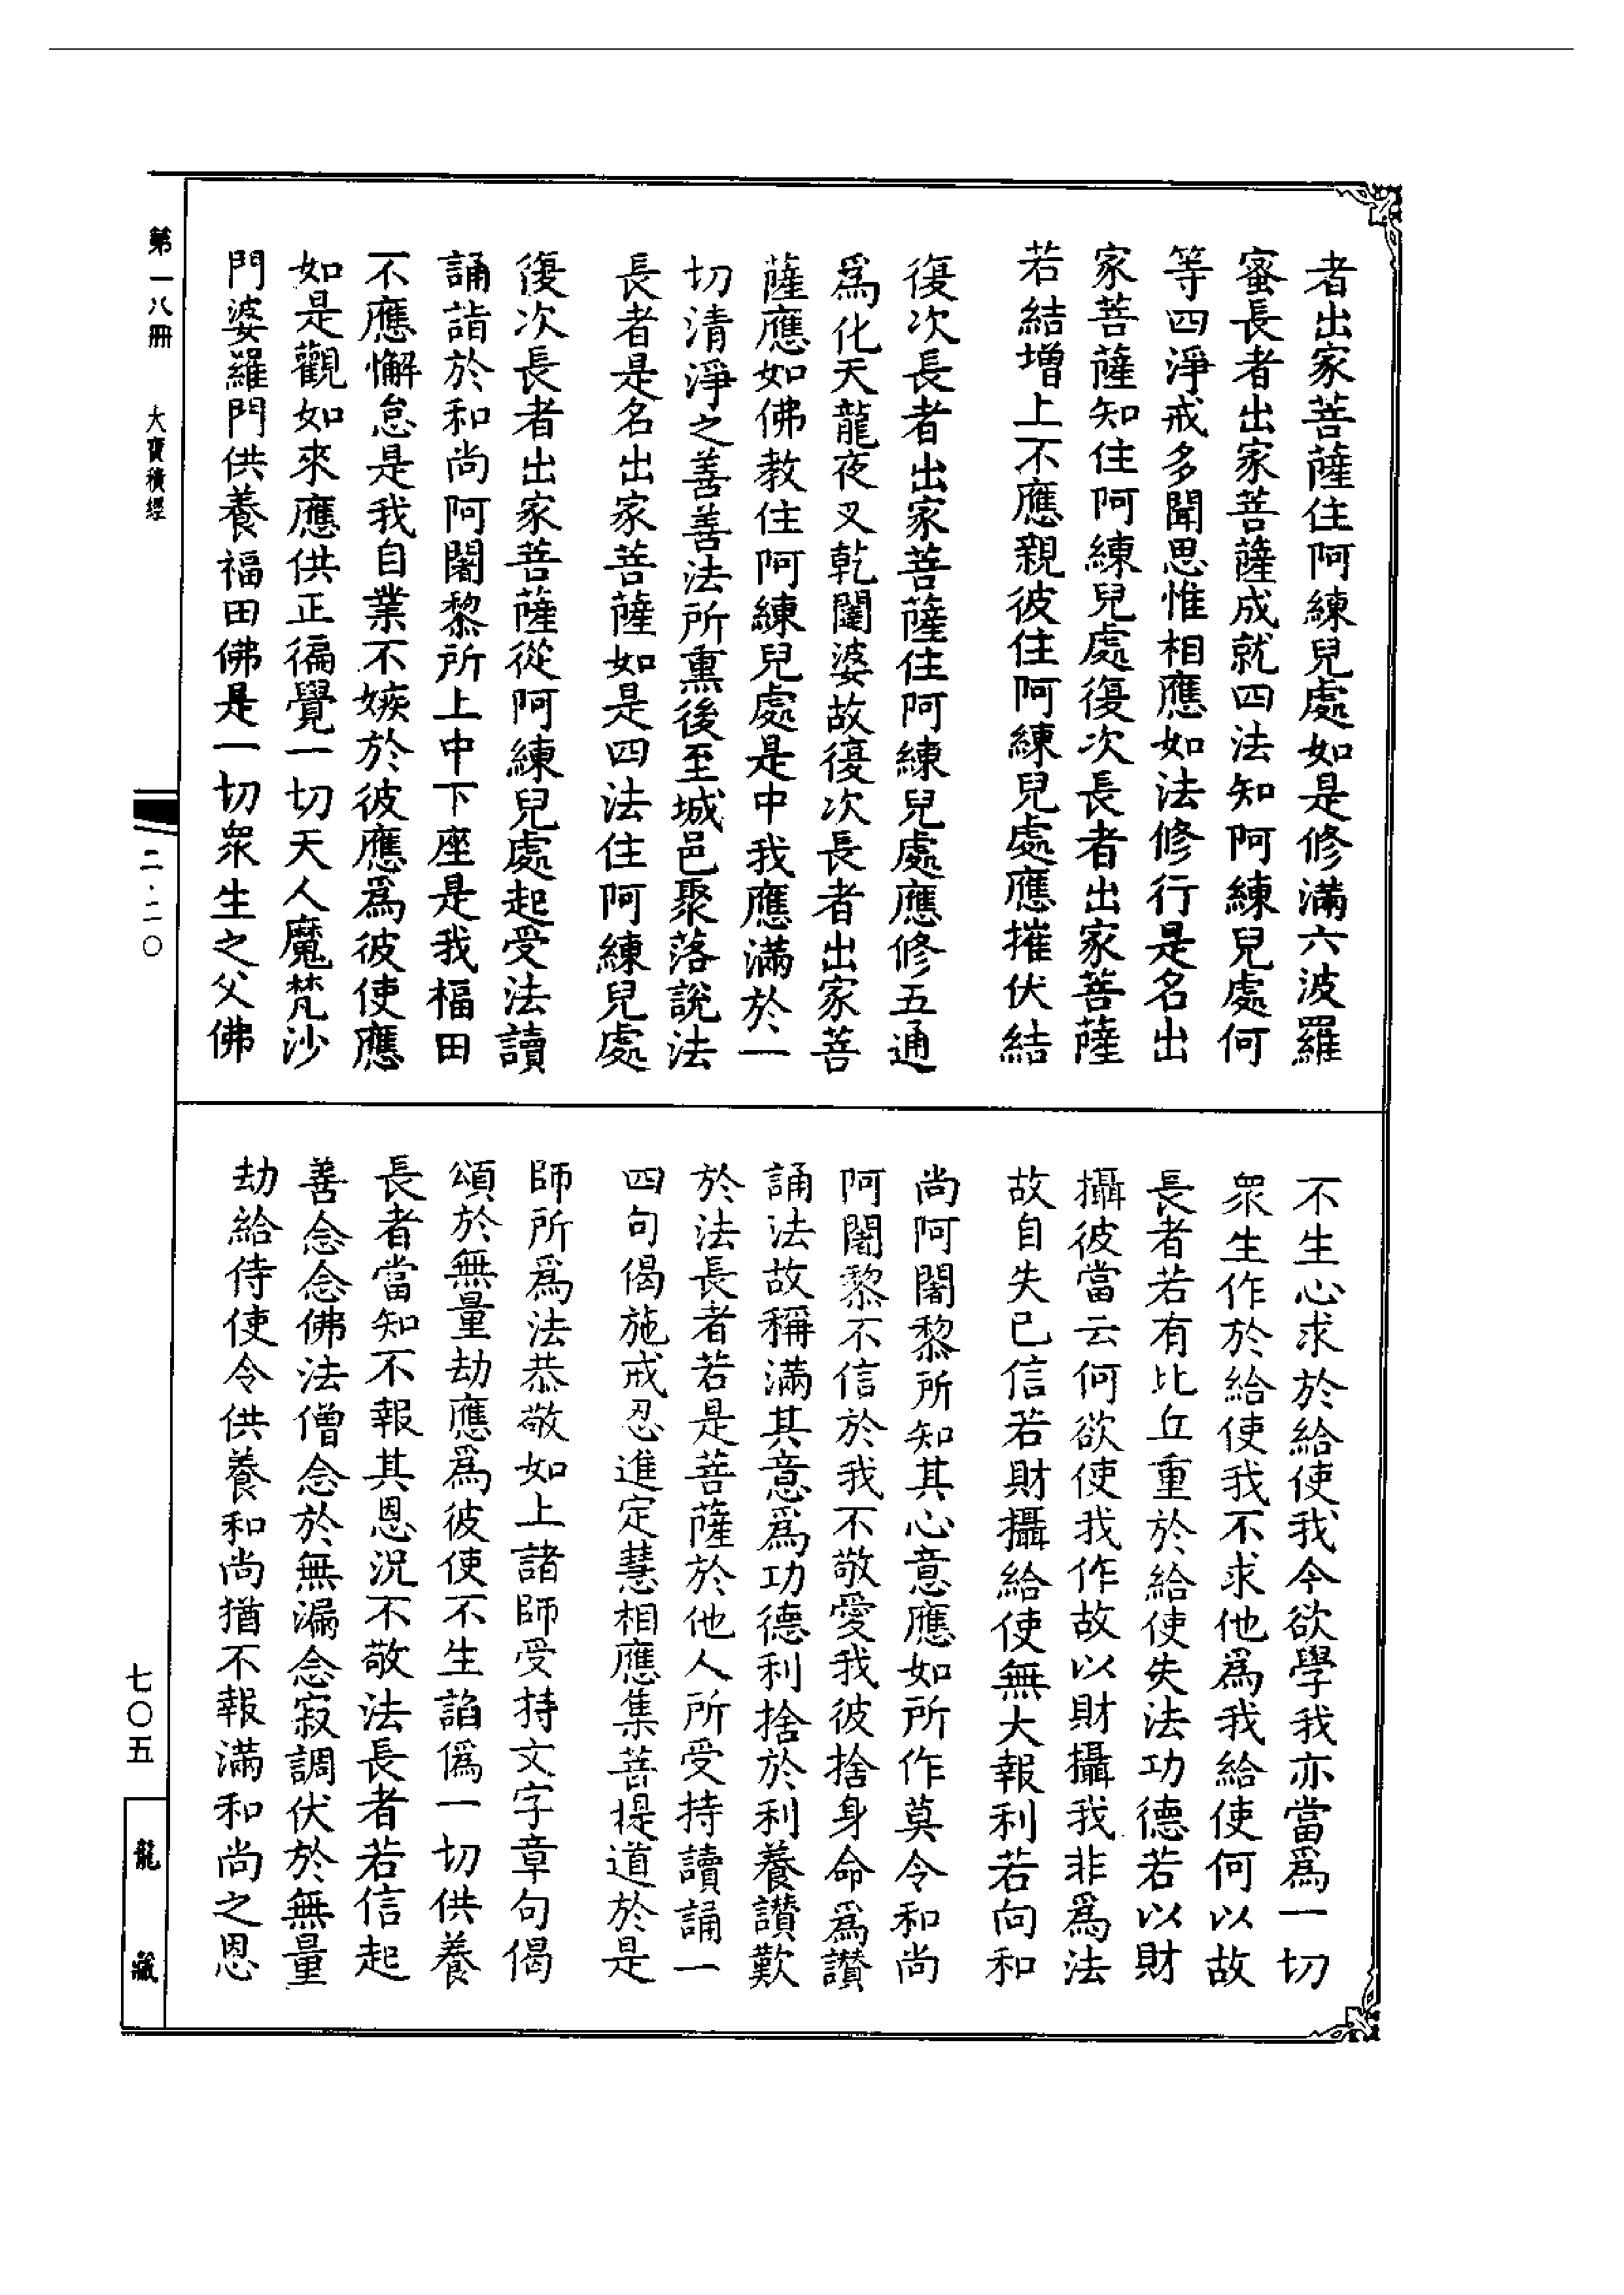 者出家菩薩住阿練兒處如是修滿六波羅
蜜長者出家菩薩成就四法知阿練兒處何
等四淨戒多聞思惟相應如法修行是名出
家菩薩知住阿練兒處復次長者出家菩薩
若結增上不應親彼住阿練兒處應摧伏結
復次長者出家菩薩住阿練兒處應修五通
爲化天龍夜叉乾闥婆故復次長者出家菩
薩應如佛教住阿練兒處是中我應滿於一
切清淨之善善法所熏後至城邑聚落說法
長者是名出家菩薩如是四法住阿練兒處
復次長者出家菩薩從阿練兒處起受法讀
誦詣於和尚阿闍黎所上中下座是我福田
不應懈怠是我自業不嫉於彼應爲彼使應
如是觀如來應供正徧覺一切天人魔梵沙
門婆羅門供養福田佛是一切衆生之父佛
不生心求於給使我今欲學我亦當爲一切
衆生作於給使我不求他爲我給使何以故
長者若有比丘重於給使失法功德若以財
攝彼當云何欲使我作故以財攝我非爲法
故自失已信若財攝給使無大報利若向和
尚阿闍黎所知其心意應如所作莫令和尚
阿闍黎不信於我不敬愛我彼捨身命爲讃
誦法故稱滿其意爲功德利捨於利養讃歎
於法長者若是菩薩於他人所受持讀誦一
四句偈施戒忍進定慧相應集菩提道於是
師所爲法恭敬如上諸師受持文字章句偈
頌於無量劫應爲彼使不生諂僞一切供養
長者當知不報其恩況不敬法長者若信起
善念念佛法僧念於無漏念寂調伏於無量
劫給侍使令供養和尚猶不報滿和尚之恩
第一八冊 大寶積經
二·二〇
七〇五
龍藏